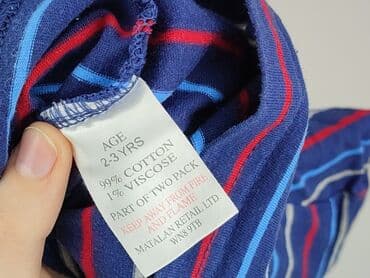 AGE
2-3 YRS
99% COTTON
1% VISCOSE
PART OF TWO PACK
KEEP AWAY FROM FIRE
AND FLAME
MATALAN RETAIL LTD.
WN8 9TB